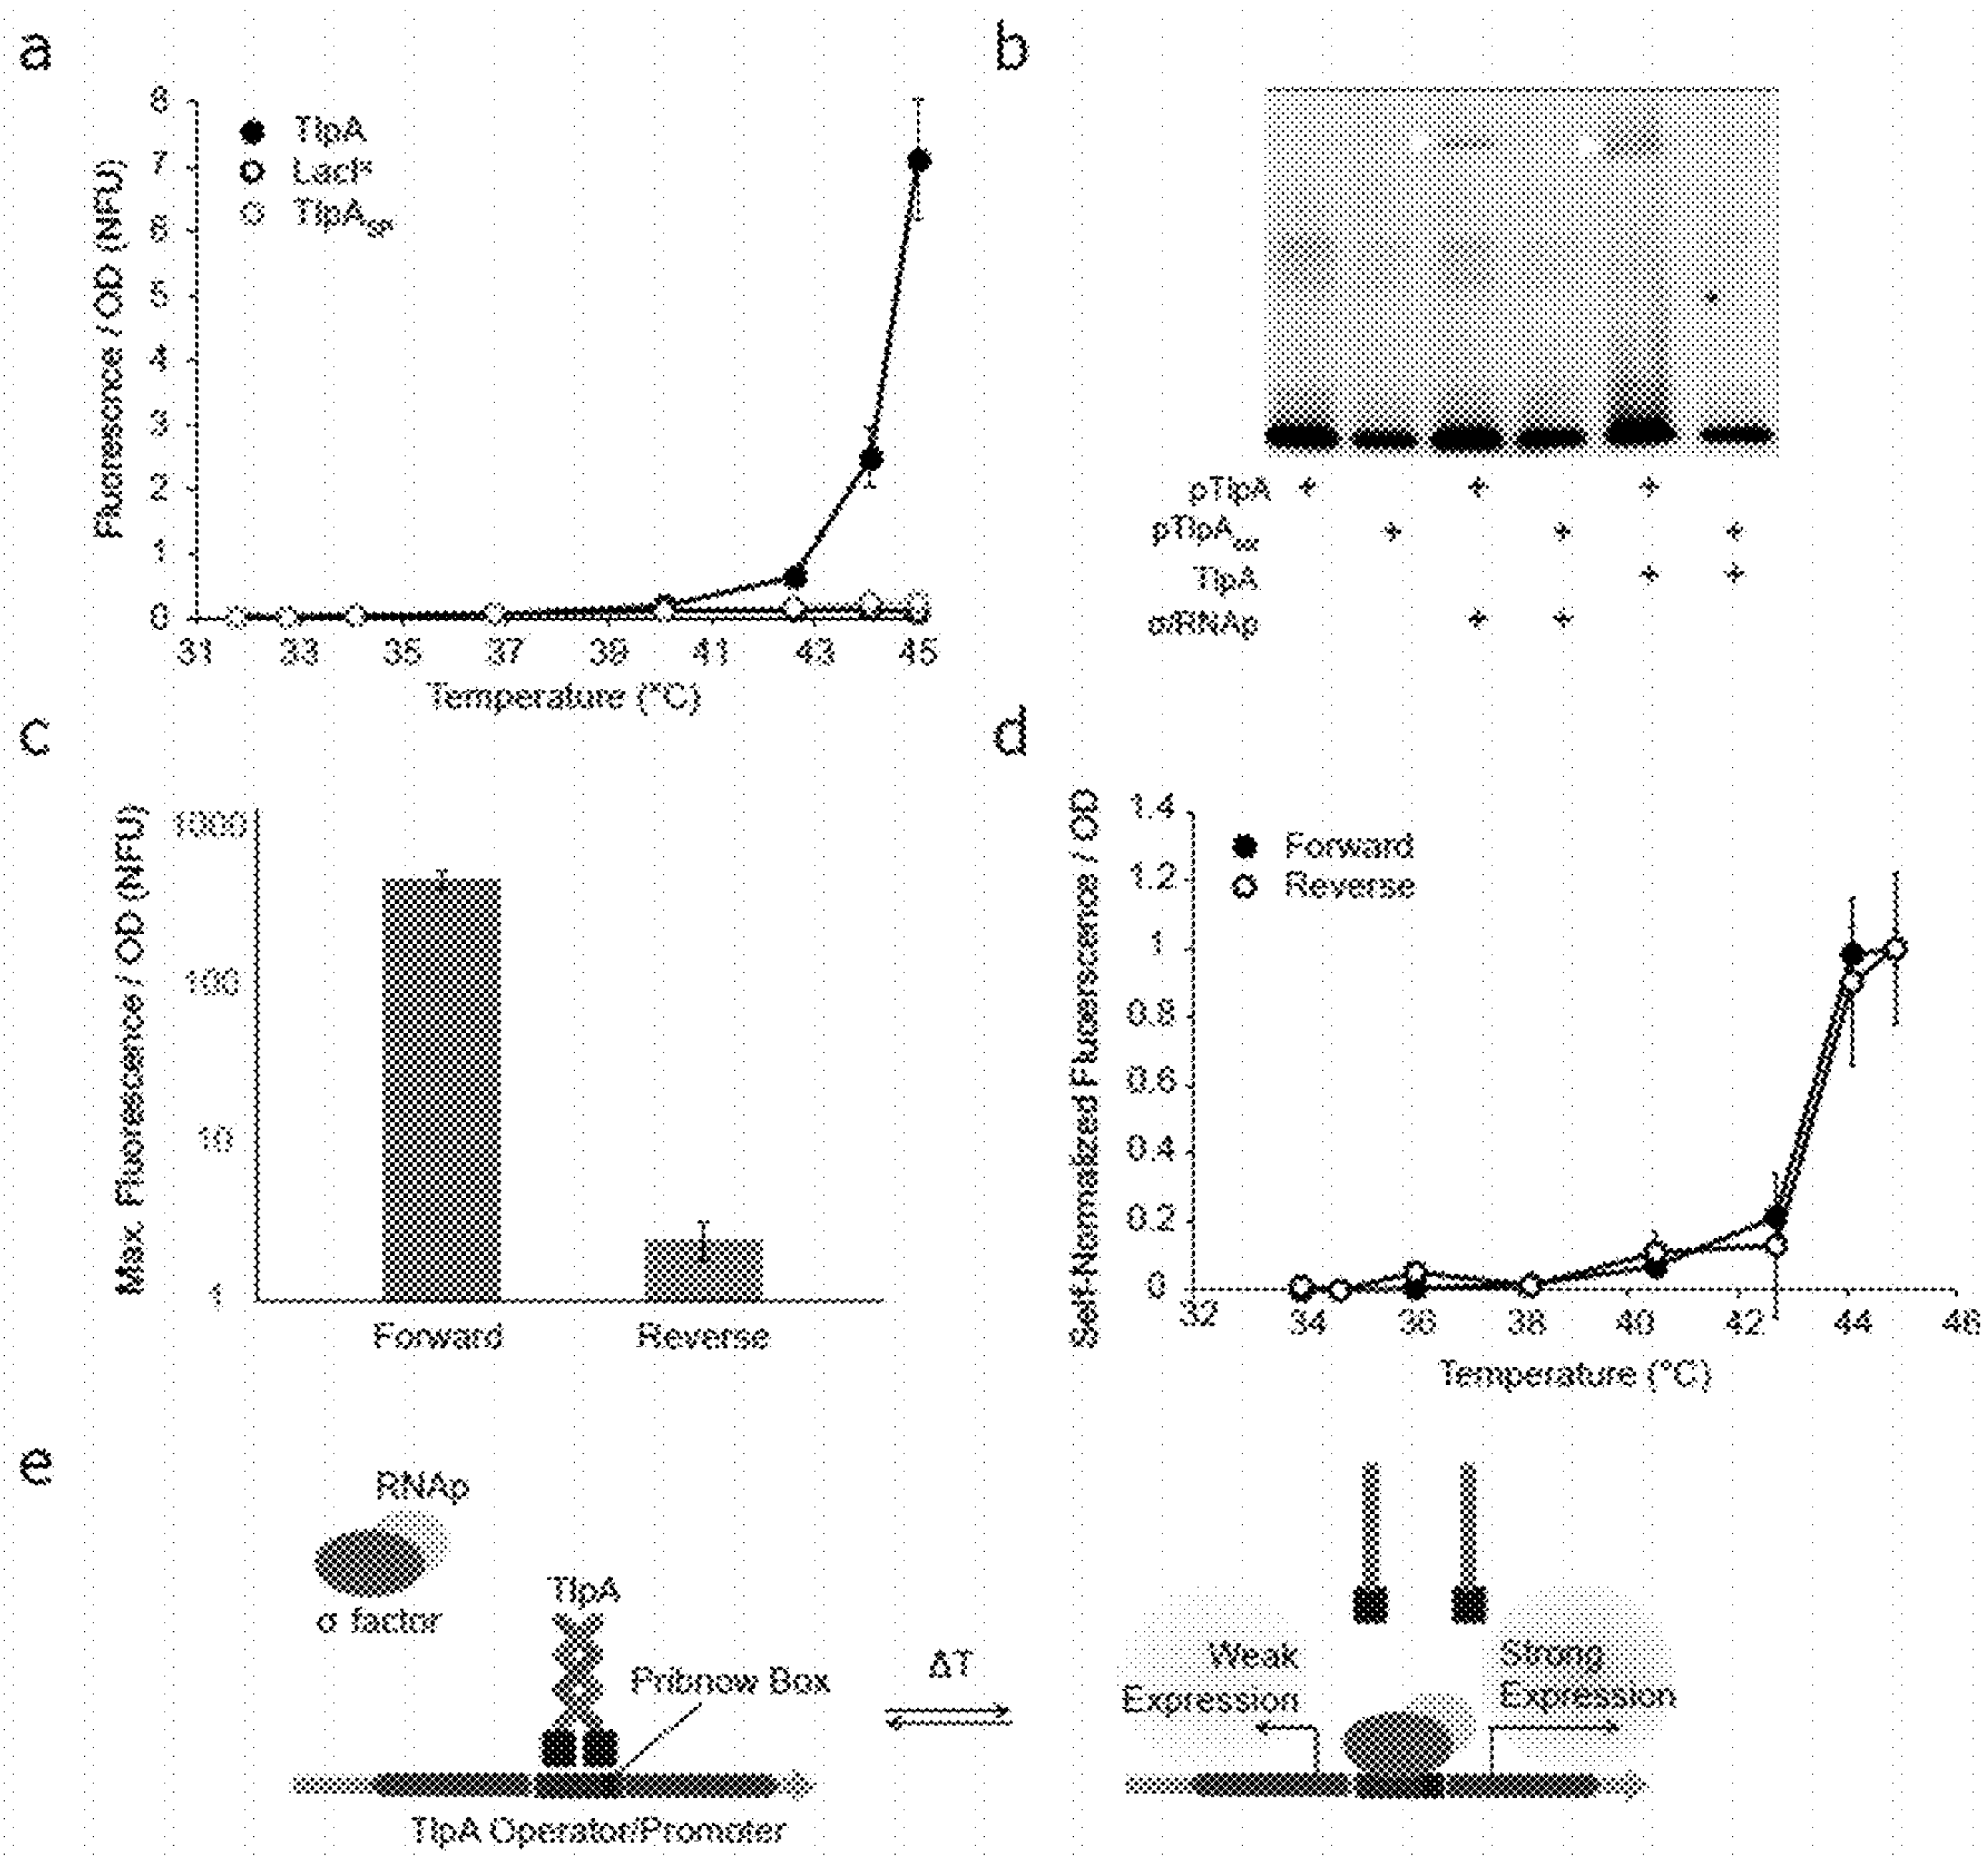 a
8
7
6
5
4
3
2
1
0
Fluorescence / OD (NFU)
TlpA
TlpA
31 33 35 37 39 41 43 45
Temperature (°C)
b
pTlpA + + +
pTlpA + + +
TlpA + +
σ/RNAp + +
c
1000
100
10
1
Max. Fluorescence / OD (NFU)
Forward Reverse
d
1.4
1.2
1
0.8
0.6
0.4
0.2
0
Self-Normalized Fluorescence / OD
Forward
Reverse
32 34 36 38 40 42 44 46
Temperature (°C)
e
RNAp
σ factor
TlpA
Pribnow Box
TlpA Operator/Promoter
ΔT
Weak
Expression
Strong
Expression